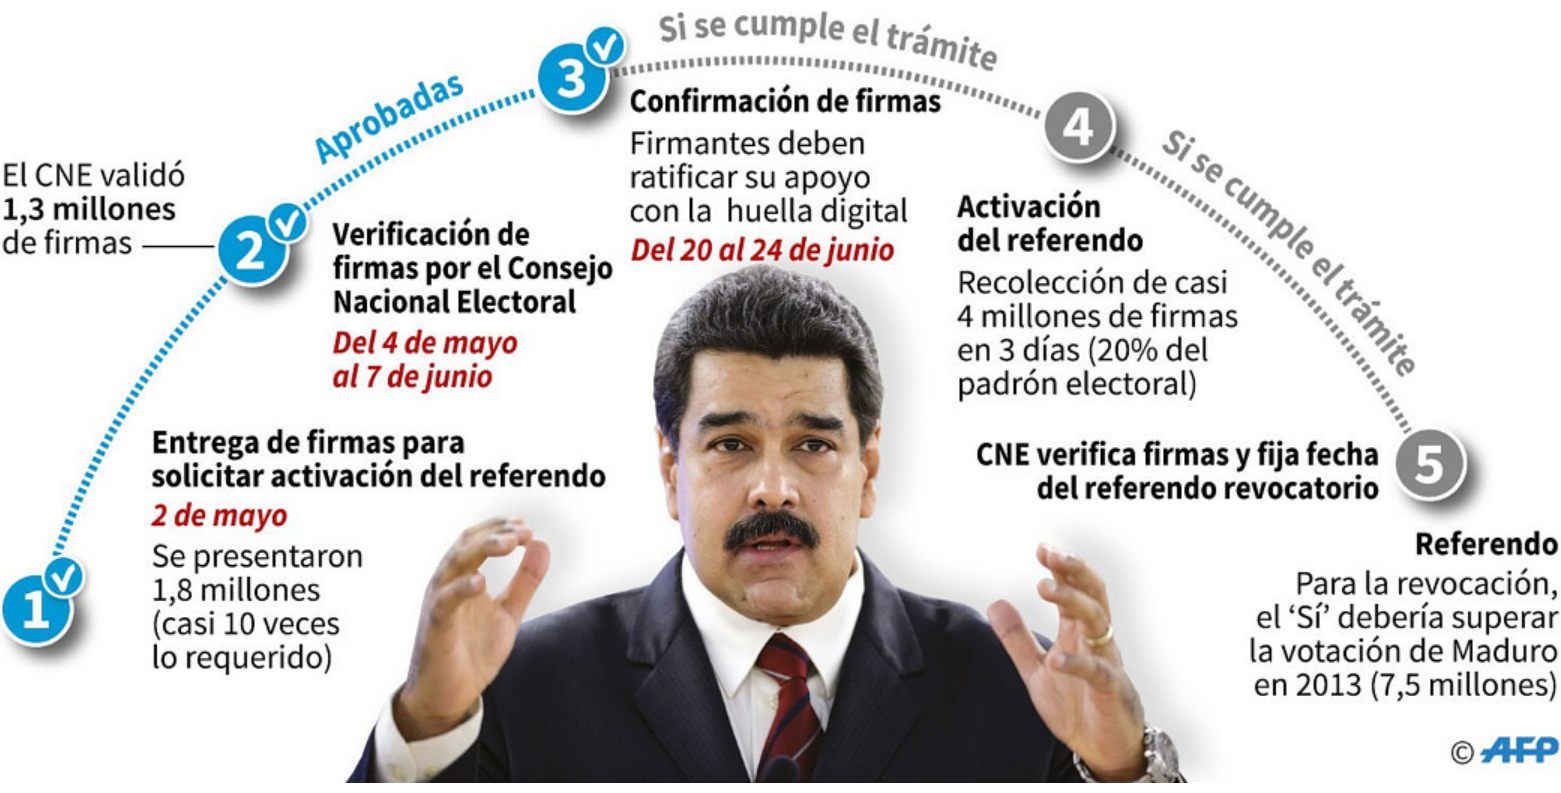 1
Entrega de firmas para
solicitar activación del referendo
2 de mayo
Se presentaron
1,8 millones
(casi 10 veces
lo requerido)
El CNE validó
1,3 millones
de firmas
2
Verificación de
firmas por el Consejo
Nacional Electoral
Del 4 de mayo
al 7 de junio
Aprobadas
3
Confirmación de firmas
Firmantes deben
ratificar su apoyo
con la huella digital
Del 20 al 24 de junio
Si se cumple el trámite
4
Activación
del referendo
Recolección de casi
4 millones de firmas
en 3 días (20% del
padrón electoral)
Si se cumple el trámite
5
CNE verifica firmas y fija fecha
del referendo revocatorio
Referendo
Para la revocación,
el ‘Sí’ debería superar
la votación de Maduro
en 2013 (7,5 millones)
© AFP